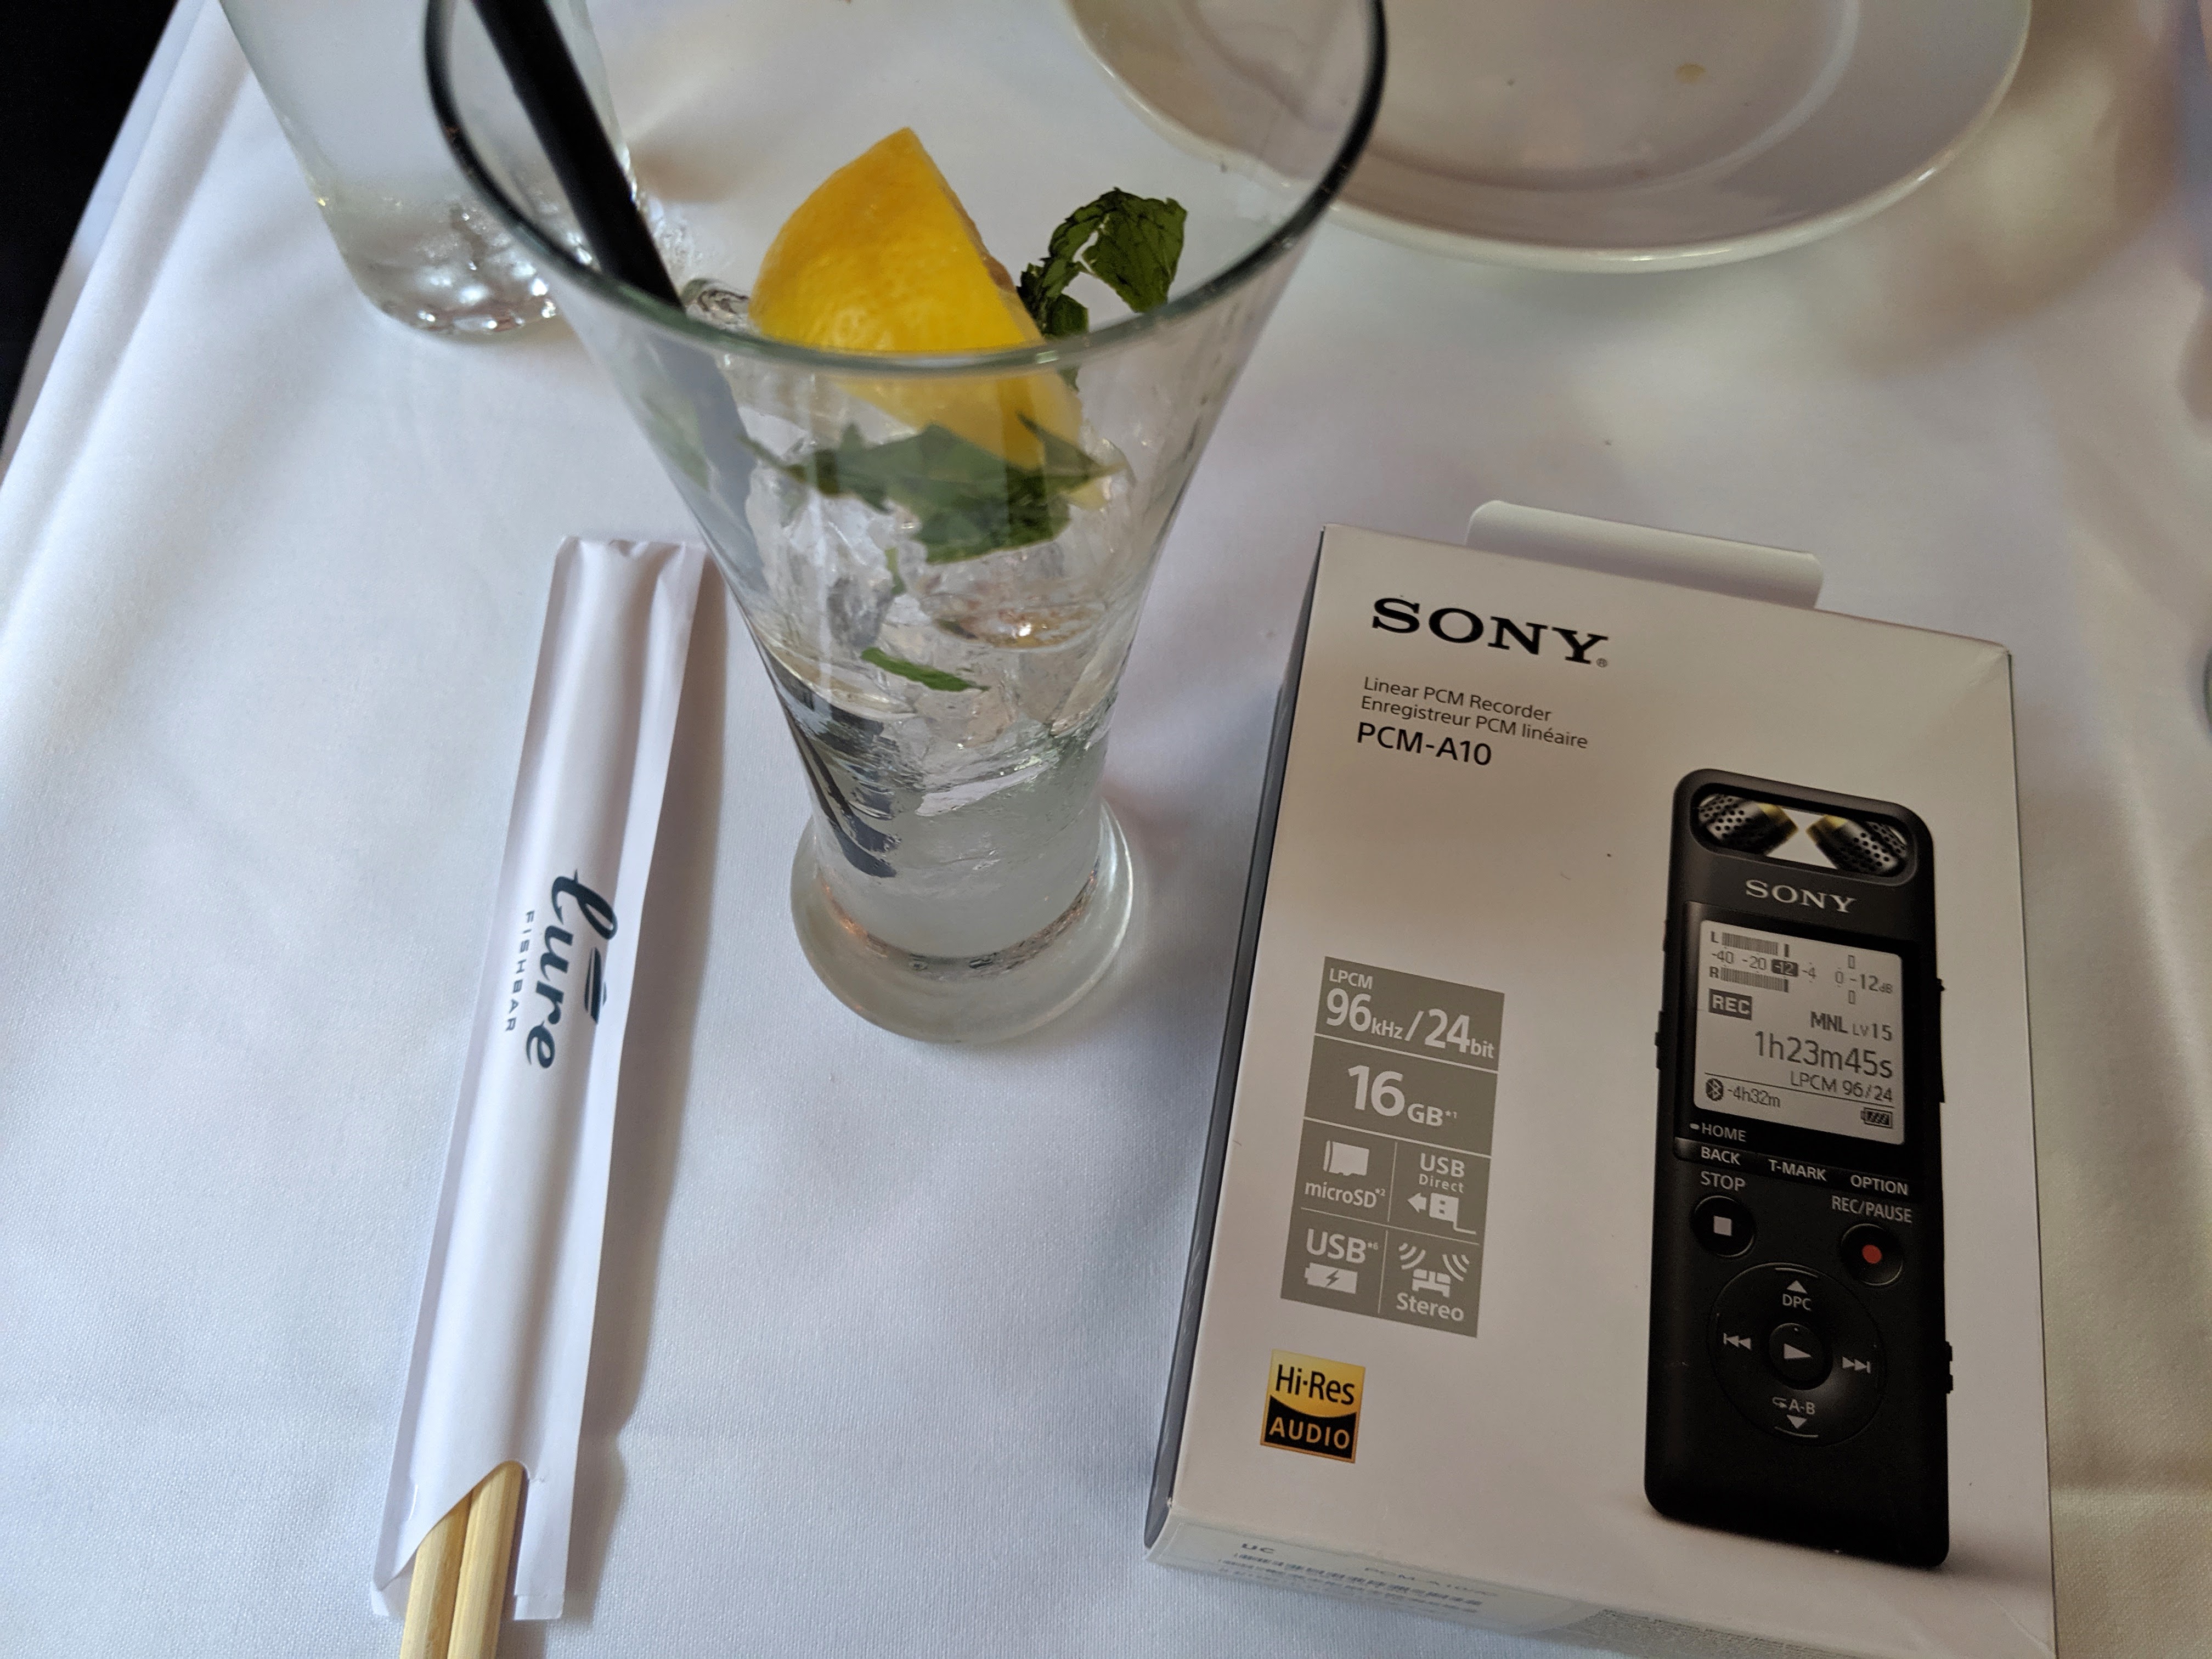 lure
FISHBAR
SONY®
Linear PCM Recorder
Enregistreur PCM linéaire
PCM-A10
LPCM
96kHz/24bit
16GB*1
microSD*2
USB
Direct
USB*6
Stereo
Hi-Res
AUDIO
SONY
L
-40 -20 -12 -4 0 -12dB
R
REC
MNL LV15
1h23m45s
LPCM 96/24
-4h32m
HOME
BACK T-MARK OPTION
STOP
REC/PAUSE
DPC
A-B
UC